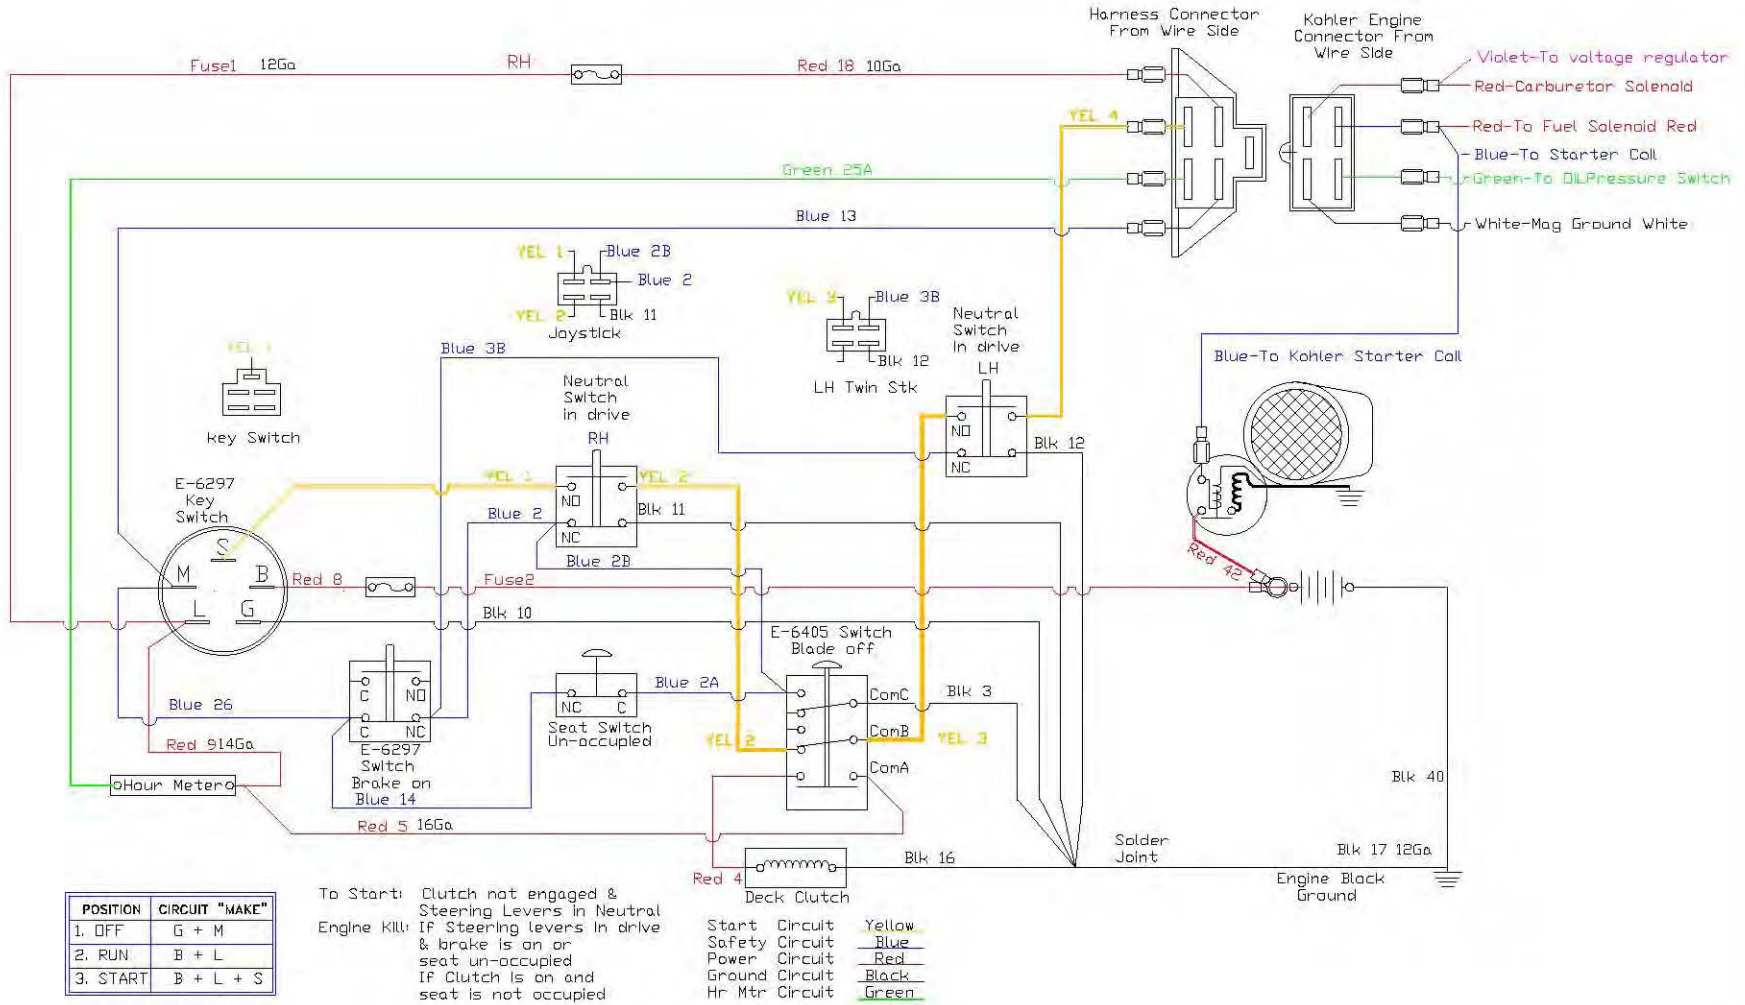 Harness Connector
From Wire Side
Kohler Engine
Connector From
Wire Side
Fuse1 12Ga
RH
Red 18 10Ga
Violet-To voltage regulator
Red-Carburetor Solenoid
YEL 4
Red-To Fuel Solenoid Red
Blue-To Starter Coil
Green 25A
Green-To OILPressure Switch
Blue 13
White-Mag Ground White
YEL 1
Blue 2B
Blue 2
YEL 2
Blk 11
Joystick
Blue 3B
Blk 12
LH Twin Stk
Neutral
Switch
in drive
LH
Blue 3B
YEL 1
key Switch
Neutral
Switch
in drive
RH
NO
NC
Blk 12
Blue-To Kohler Starter Coil
E-6297
Key
Switch
YEL 1
YEL 2
NO
NC
Blue 2
Blk 11
Blue 2B
S
M
B
L
G
Red 8
Fuse2
Red 42
Blk 10
E-6405 Switch
Blade off
C
NO
C
NC
Blue 26
E-6297
Switch
Brake on
NC
C
Seat Switch
Un-occupied
Blue 2A
ComC
Blk 3
ComB
YEL 2
YEL 3
ComA
Red 914Ga
Hour Meter
Blue 14
Red 5 16Ga
Blk 40
Solder
Joint
Blk 17 12Ga
Blk 16
Red 4
Deck Clutch
Engine Black
Ground
POSITION CIRCUIT "MAKE"
1. OFF G + M
2. RUN B + L
3. START B + L + S
To Start: Clutch not engaged &
Steering Levers in Neutral
Engine Kill: If Steering levers in drive
& brake is on or
seat un-occupied
If Clutch is on and
seat is not occupied
Start Circuit Yellow
Safety Circuit Blue
Power Circuit Red
Ground Circuit Black
Hr Mtr Circuit Green